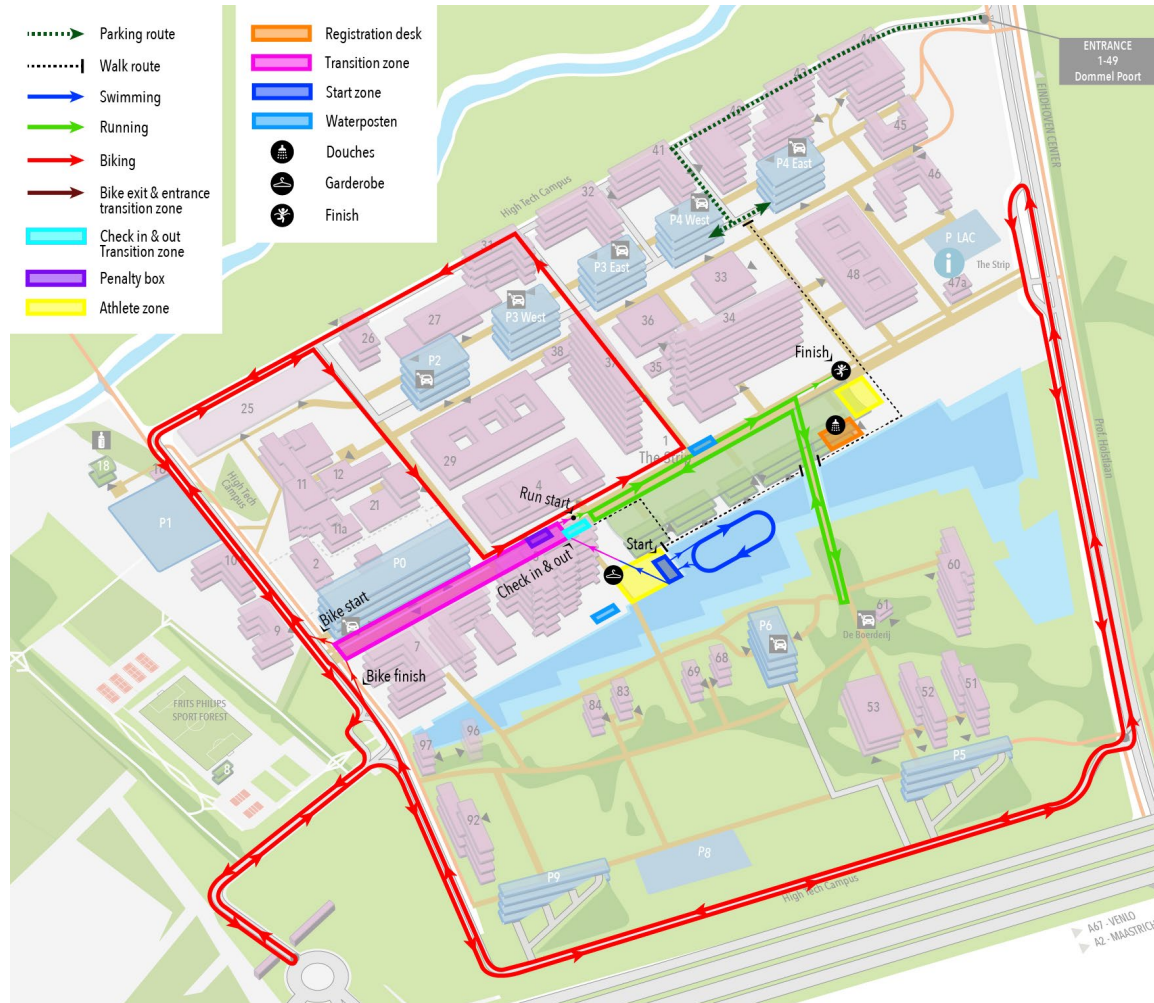 Parking route
Walk route
Swimming
Running
Biking
Bike exit & entrance
transition zone
Check in & out
Transition zone
Penalty box
Athlete zone
Registration desk
Transition zone
Start zone
Waterposten
Douches
Garderobe
Finish
ENTRANCE
1-49
Dommel Poort
EINDHOVEN CENTER
44
43
42
41
45
46
P4 East
P4 West
High Tech Campus
32
31
P3 East
P3 West
P LAC
i
The Strip
47a
48
33
34
36
35
37
38
26
27
P2
25
29
Finish
1
The Strip
4
Run start
18
16
High Tech
Campus
11
12
21
11a
P1
P0
2
10
9
Start
Check in & out
Bike start
Bike finish
7
Prof. Holstlaan
60
61
De Boerderij
P6
68
69
83
84
96
97
53
52
51
P5
FRITS PHILIPS
SPORT FOREST
8
92
P8
P9
High Tech Campus
A67 - VENLO
A2 - MAASTRICH